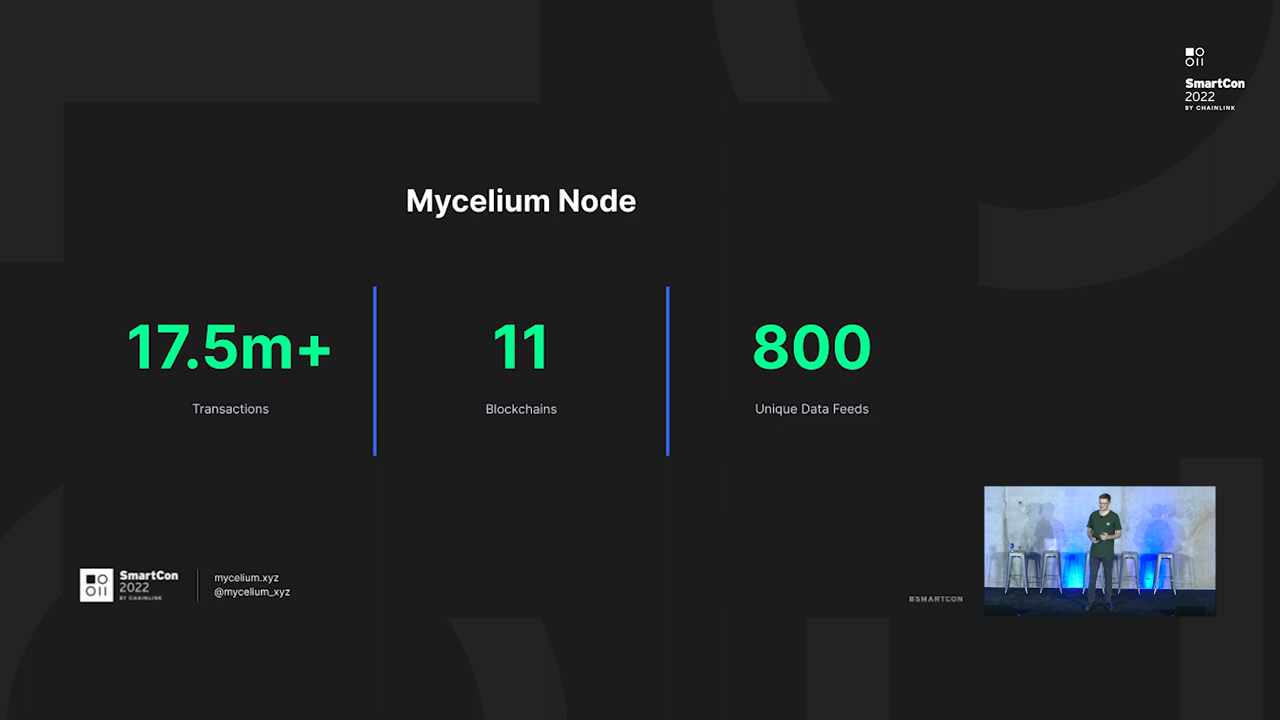 SmartCon
2022
BY CHAINLINK
Mycelium Node
17.5m+
11
800
Transactions
Blockchains
Unique Data Feeds
SmartCon
2022
BY CHAINLINK
mycelium.xyz
@mycelium_xyz
#SMARTCON